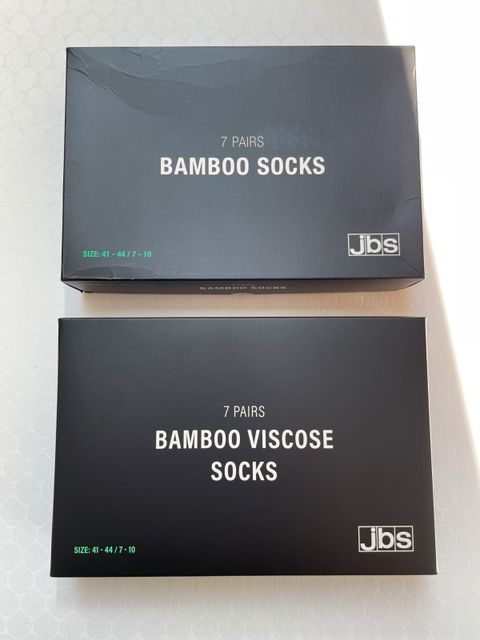 7 PAIRS
BAMBOO SOCKS
SIZE: 41 - 44 / 7 - 10
jbs
BAMBOO SOCKS
7 PAIRS
BAMBOO VISCOSE
SOCKS
SIZE: 41 - 44 / 7 - 10
jbs